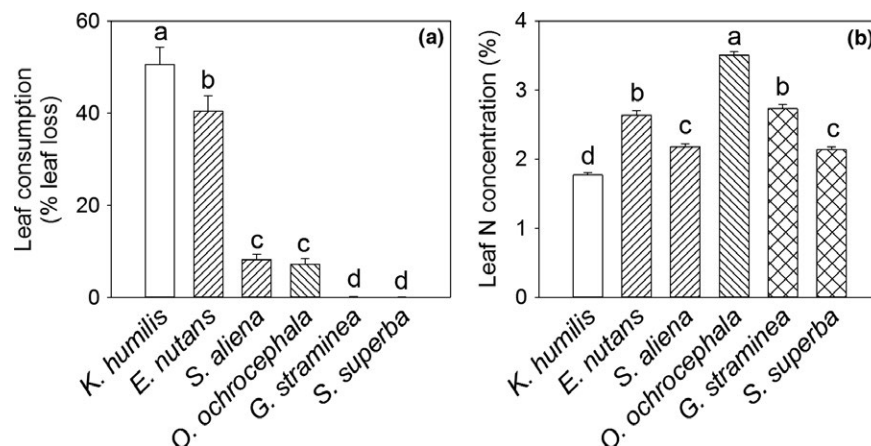 (a)
Leaf consumption
(% leaf loss)
60
40
20
0
a
b
c
c
d
d
K. humilis
E. nutans
S. aliena
O. ochrocephala
G. straminea
S. superba
(b)
Leaf N concentration (%)
4
3
2
1
0
d
b
c
a
b
c
K. humilis
E. nutans
S. aliena
O. ochrocephala
G. straminea
S. superba